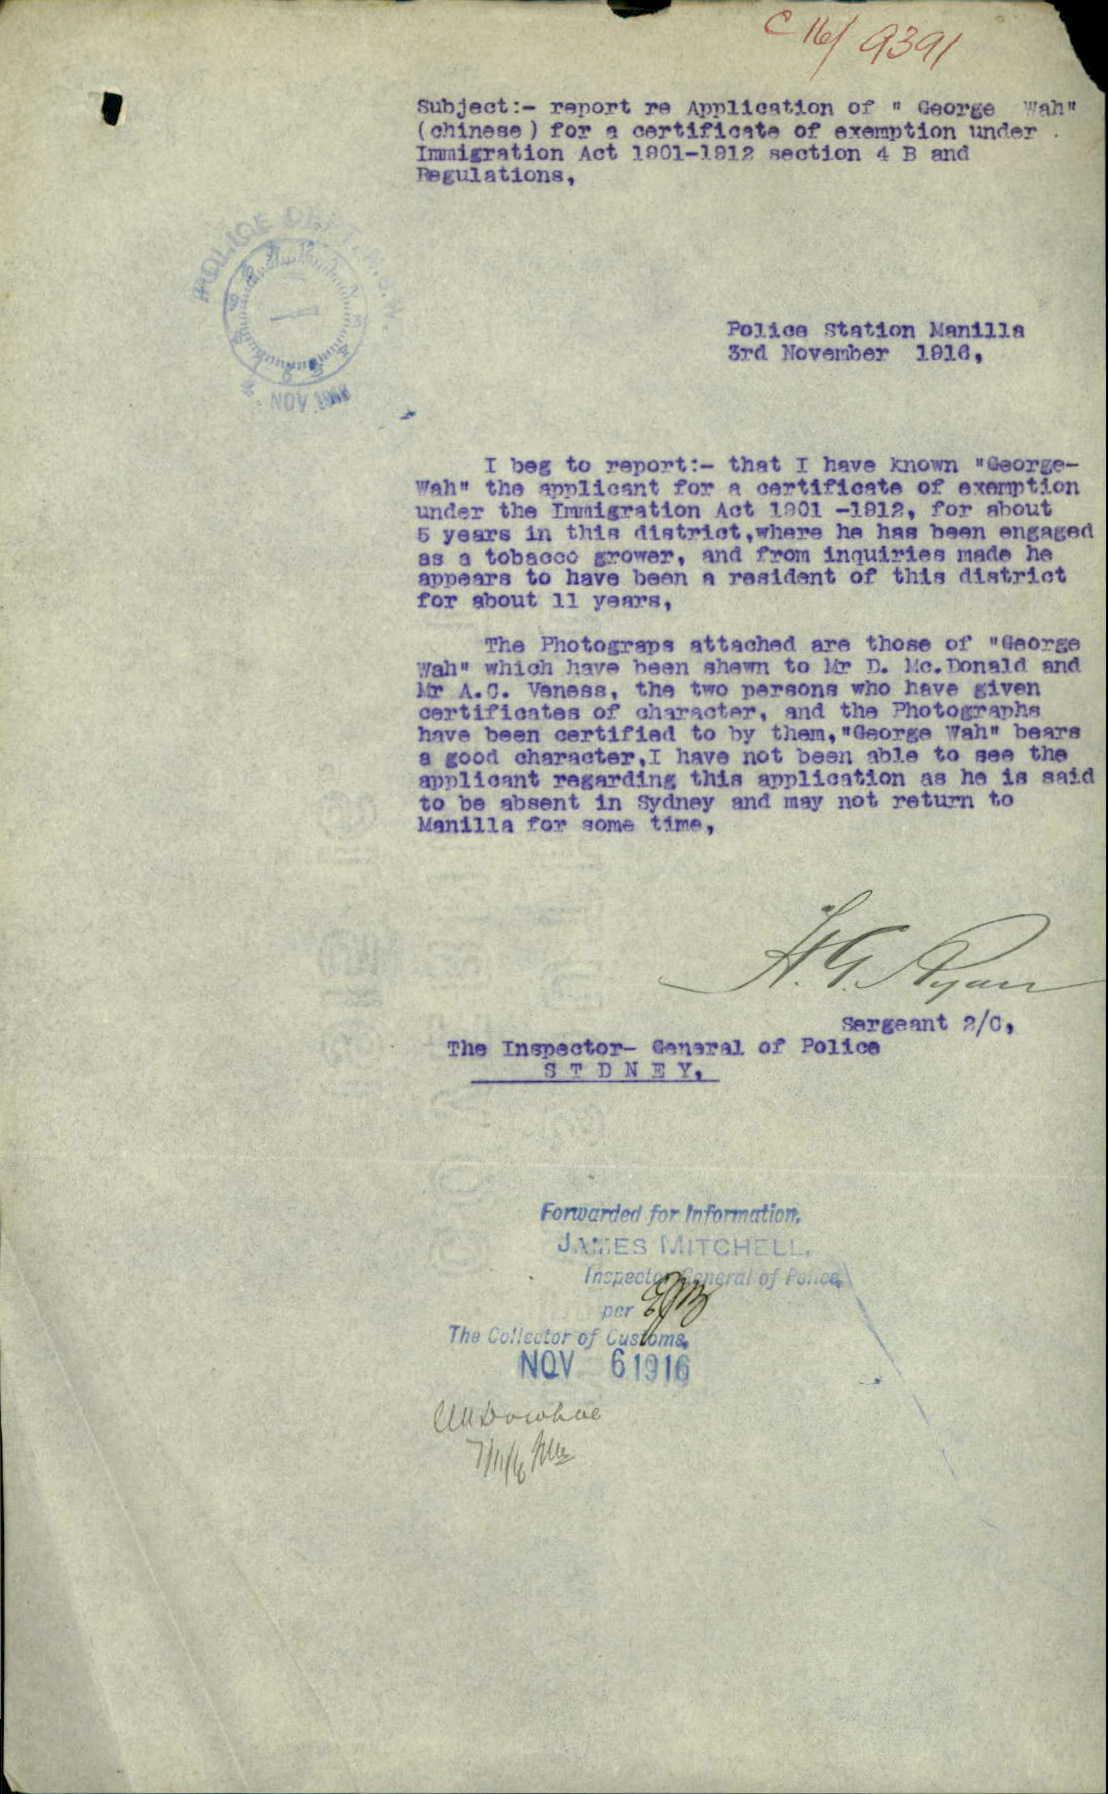 C 16/9391
Subject:- report re Application of " George Wah"
(chinese) for a certificate of exemption under .
Immigration Act 1901-1912 section 4 B and
Regulations,
POLICE DEPT. N.S.W.
NOV
Police Station Manilla
3rd November 1916,
I beg to report:- that I have known "George-
Wah" the applicant for a certificate of exemption
under the Immigration Act 1901 -1912, for about
5 years in this district,where he has been engaged
as a tobacco grower, and from inquiries made he
appears to have been a resident of this district
for about 11 years,
The Photograps attached are those of "George
Wah" which have been shewn to Mr D. Mc.Donald and
Mr A.C. Veness, the two persons who have given
certificates of character, and the Photographs
have been certified to by them,"George Wah" bears
a good character,I have not been able to see the
applicant regarding this application as he is said
to be absent in Sydney and may not return to
Manilla for some time,
H.G. Ryan
Sergeant 2/C,
The Inspector- General of Police
S T D N E Y,
Forwarded for Information,
JAMES MITCHELL,
Inspector General of Police,
per
The Collector of Customs,
NOV 6 1916
Donohoe
7/11/16